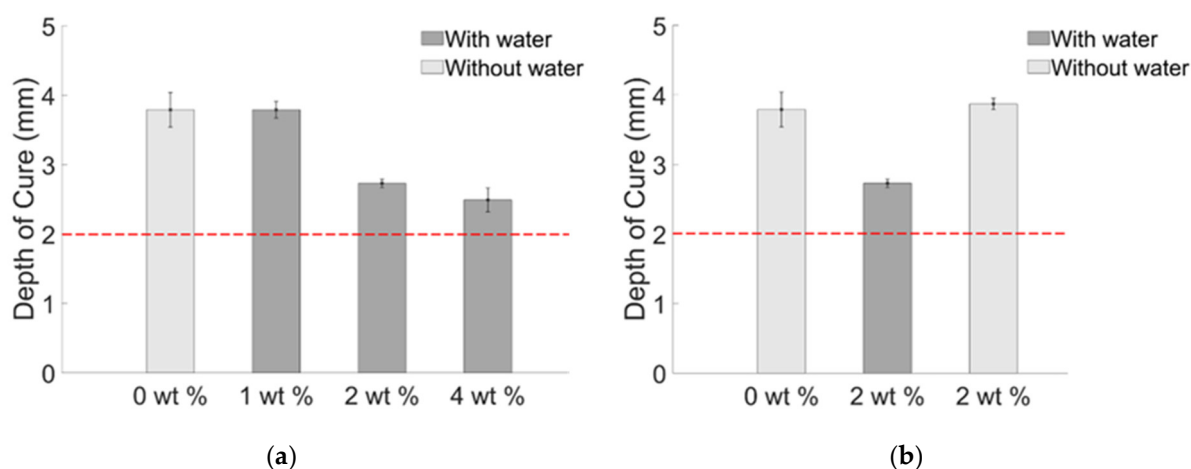 5
4
3
2
1
0
Depth of Cure (mm)
With water
Without water
0 wt %
1 wt %
2 wt %
4 wt %
(a)
5
4
3
2
1
0
Depth of Cure (mm)
With water
Without water
0 wt %
2 wt %
2 wt %
(b)